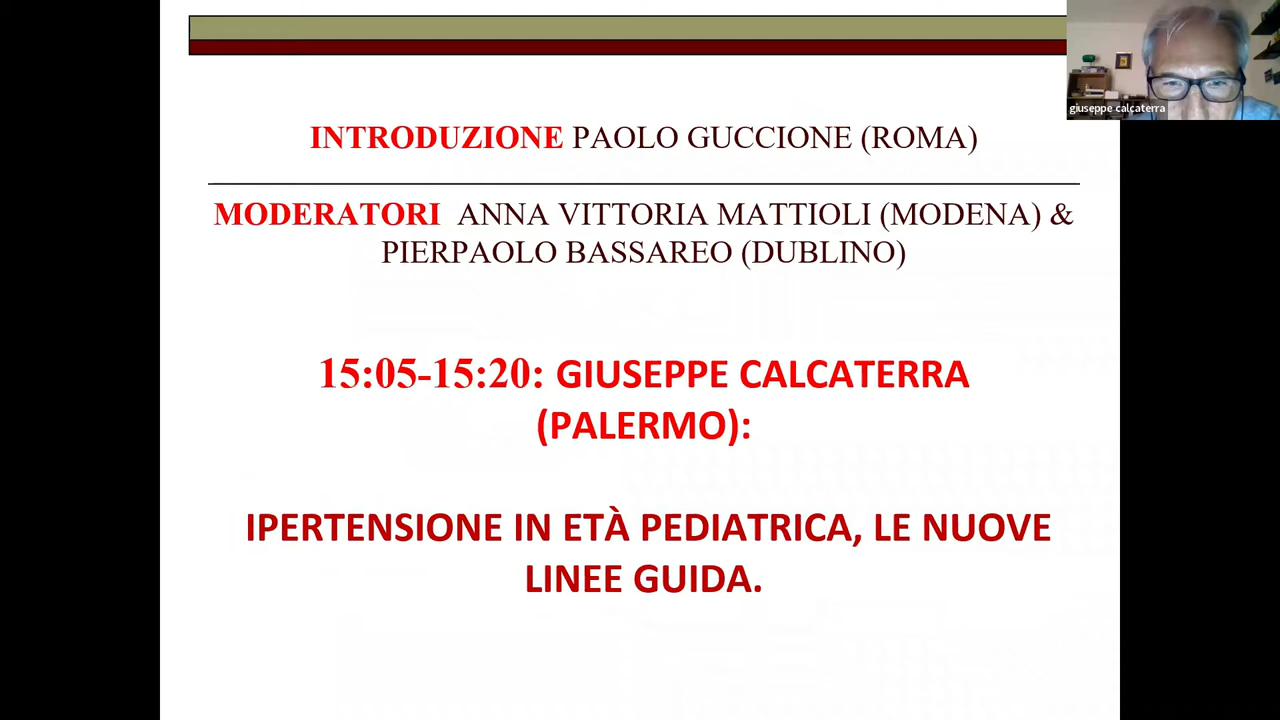 giuseppe calcaterra
INTRODUZIONE PAOLO GUCCIONE (ROMA)
MODERATORI ANNA VITTORIA MATTIOLI (MODENA) &
PIERPAOLO BASSAREO (DUBLINO)
15:05-15:20: GIUSEPPE CALCATERRA
(PALERMO):
IPERTENSIONE IN ETÀ PEDIATRICA, LE NUOVE
LINEE GUIDA.